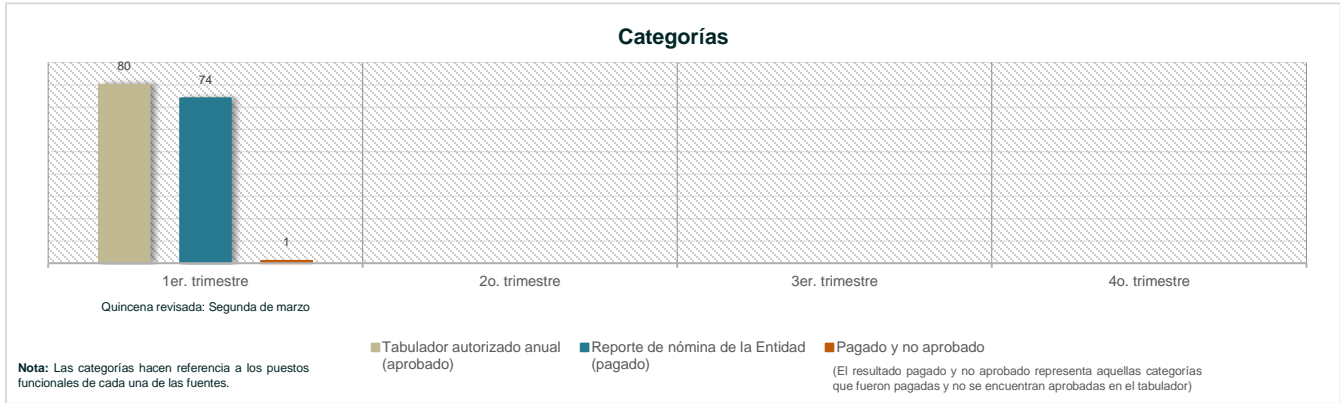 Categorías
80
74
1
1er. trimestre
2o. trimestre
3er. trimestre
4o. trimestre
Quincena revisada: Segunda de marzo
Tabulador autorizado anual
(aprobado)
Reporte de nómina de la Entidad
(pagado)
Pagado y no aprobado
(El resultado pagado y no aprobado representa aquellas categorías
que fueron pagadas y no se encuentran aprobadas en el tabulador)
Nota: Las categorías hacen referencia a los puestos
funcionales de cada una de las fuentes.